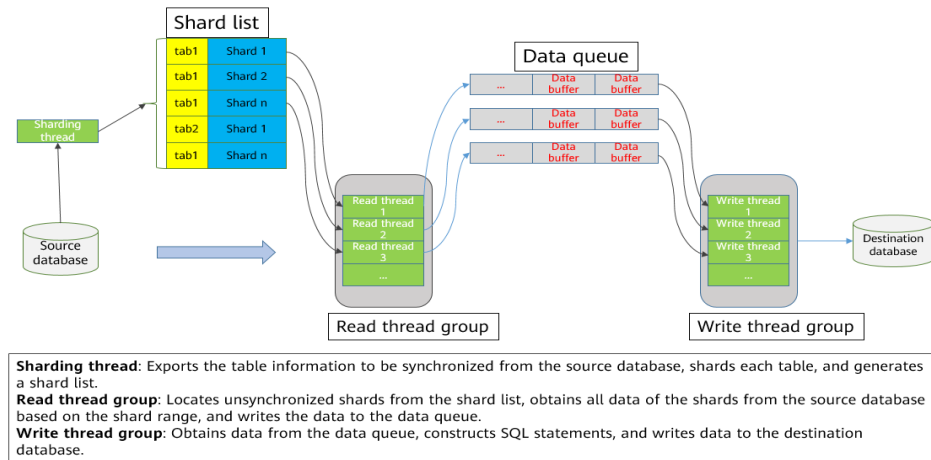 Shard list
tab1 Shard 1
tab1 Shard 2
tab1 Shard n
tab2 Shard 1
tab1 Shard n
Sharding
thread
Source
database
Data queue
... Data buffer Data buffer
... Data buffer Data buffer
... Data buffer Data buffer
Read thread
1
Read thread
2
Read thread
3
...
Read thread group
Write thread
1
Write thread
2
Write thread
3
...
Write thread group
Destination
database
Sharding thread: Exports the table information to be synchronized from the source database, shards each table, and generates
a shard list.
Read thread group: Locates unsynchronized shards from the shard list, obtains all data of the shards from the source database
based on the shard range, and writes the data to the data queue.
Write thread group: Obtains data from the data queue, constructs SQL statements, and writes data to the destination
database.